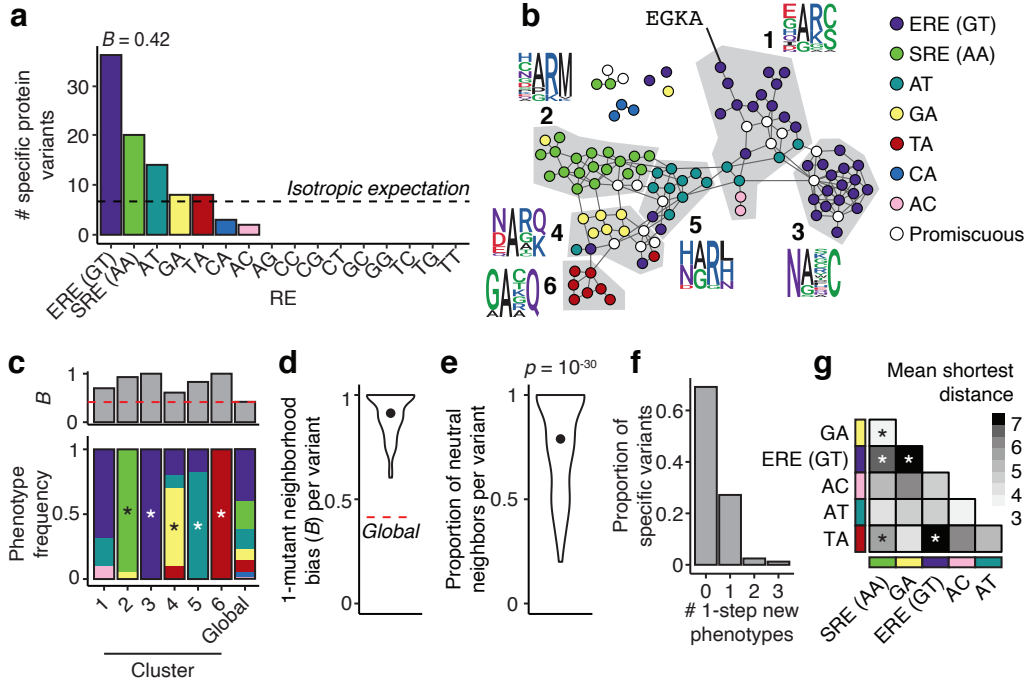 a
B = 0.42
# specific protein
variants
30
20
10
0
Isotropic expectation
ERE (GT)
SRE (AA)
AT
GA
TA
CA
AC
AG
CC
CG
CT
GC
GG
TC
TG
TT
RE
b
EGKA
1
2
3
4
5
6
ERE (GT)
SRE (AA)
AT
GA
TA
CA
AC
Promiscuous
c
B
1
0
Phenotype
frequency
1
0.5
0
*
*
*
*
*
1
2
3
4
5
6
Global
Cluster
d
1-mutant neighborhood
bias (B) per variant
1
0.5
0
Global
e
p = 10-30
Proportion of neutral
neighbors per variant
1
0.5
0
f
Proportion of
specific variants
0.6
0.4
0.2
0.0
0
1
2
3
# 1-step new
phenotypes
g
Mean shortest
distance
7
6
5
4
3
GA
ERE (GT)
AC
AT
TA
*
*
*
*
*
SRE (AA)
GA
ERE (GT)
AC
AT